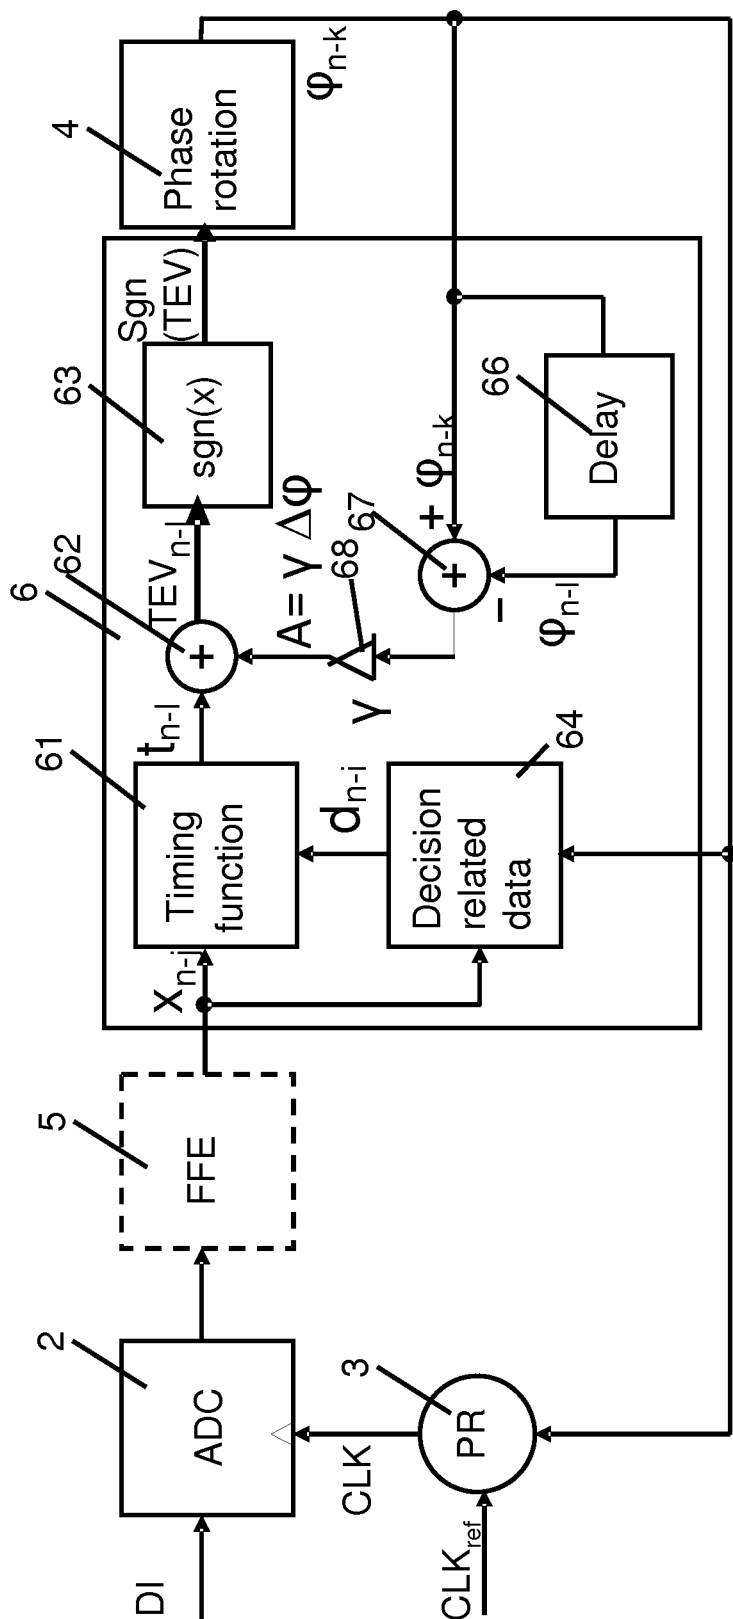 DI
2
ADC
CLK
CLKref
3
PR
5
FFE
6
xn-j
61
Timing
function
tn-l
dn-i
64
Decision
related
data
62
TEVn-l
+
A= γ Δφ
68
γ
67
+
+ φn-k
−
φn-l
66
Delay
63
sgn(x)
Sgn
(TEV)
4
Phase
rotation
φn-k